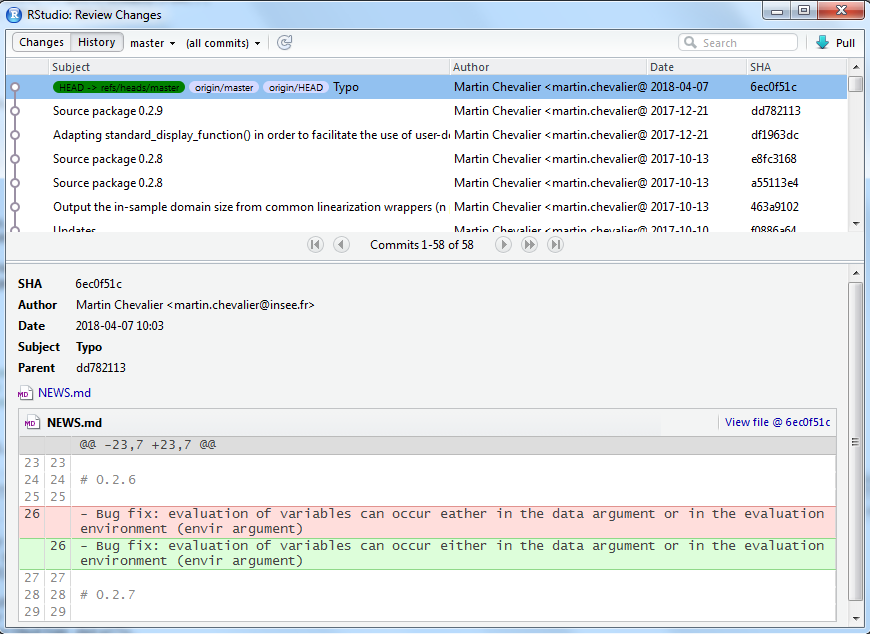 RStudio: Review Changes
Changes History master (all commits) Search Pull
Subject Author Date SHA
HEAD -> refs/heads/master origin/master origin/HEAD Typo Martin Chevalier <martin.chevalier@ 2018-04-07 6ec0f51c
Source package 0.2.9 Martin Chevalier <martin.chevalier@ 2017-12-21 dd782113
Adapting standard_display_function() in order to facilitate the use of user-de Martin Chevalier <martin.chevalier@ 2017-12-21 df1963dc
Source package 0.2.8 Martin Chevalier <martin.chevalier@ 2017-10-13 e8fc3168
Source package 0.2.8 Martin Chevalier <martin.chevalier@ 2017-10-13 a55113e4
Output the in-sample domain size from common linearization wrappers (n Martin Chevalier <martin.chevalier@ 2017-10-13 463a9102
Updates Martin Chevalier <martin.chevalier@ 2017-10-10 f0886a64
Commits 1-58 of 58
SHA 6ec0f51c
Author Martin Chevalier <martin.chevalier@insee.fr>
Date 2018-04-07 10:03
Subject Typo
Parent dd782113
MD NEWS.md
MD NEWS.md View file @ 6ec0f51c
@@ -23,7 +23,7 @@
23 23
24 24 # 0.2.6
25 25
26 - Bug fix: evaluation of variables can occur eather in the data argument or in the evaluation
environment (envir argument)
26 - Bug fix: evaluation of variables can occur either in the data argument or in the evaluation
environment (envir argument)
27 27
28 28 # 0.2.7
29 29